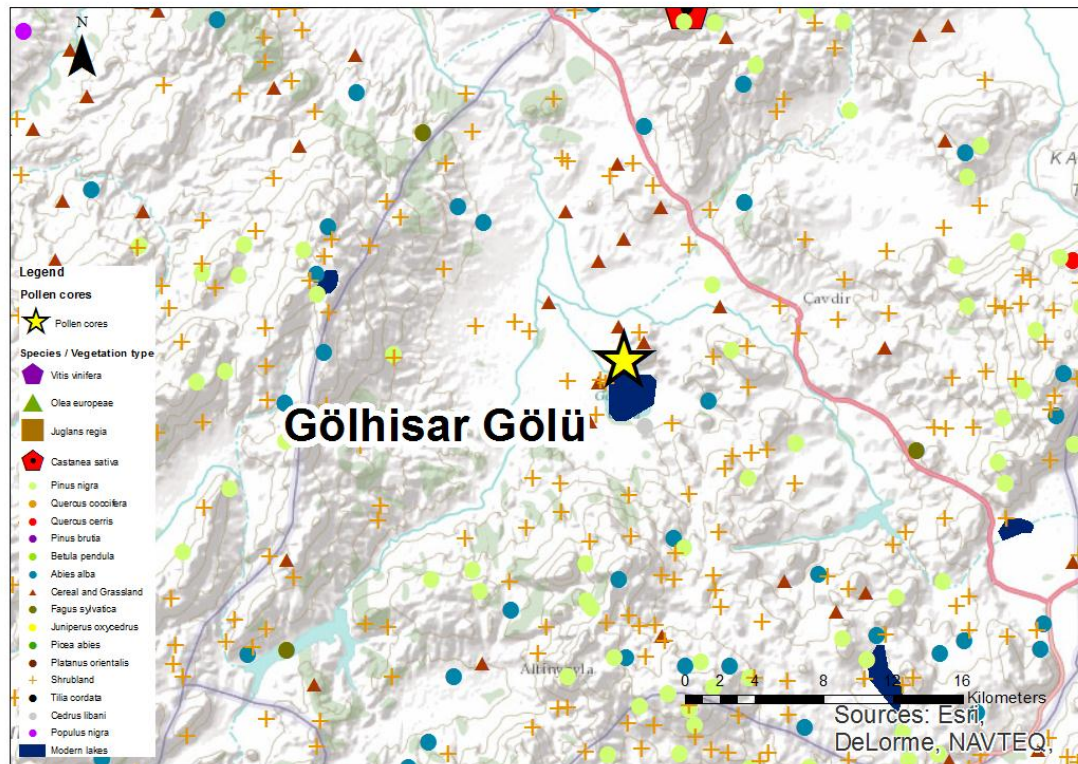 N
KA
T
Cavdir
Gölhisar Gölü
Legend
Pollen cores
Pollen cores
Species / Vegetation type
Vitis vinifera
Olea europeae
Juglans regia
Castanea sativa
Pinus nigra
Quercus coccifera
Quercus cerris
Pinus brutia
Betula pendula
Abies alba
Cereal and Grassland
Fagus sylvatica
Juniperus oxycedrus
Picea abies
Platanus orientalis
Shrubland
Tilia cordata
Cedrus libani
Populus nigra
Modern lakes
Altinyayla
0 2 4 8 12 16
Kilometers
Sources: Esri,
DeLorme, NAVTEQ,